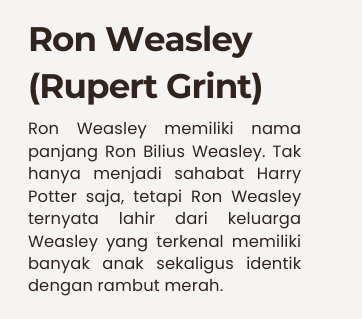 Ron Weasley
(Rupert Grint)
Ron Weasley memiliki nama
panjang Ron Bilius Weasley. Tak
hanya menjadi sahabat Harry
Potter saja, tetapi Ron Weasley
ternyata lahir dari keluarga
Weasley yang terkenal memiliki
banyak anak sekaligus identik
dengan rambut merah.